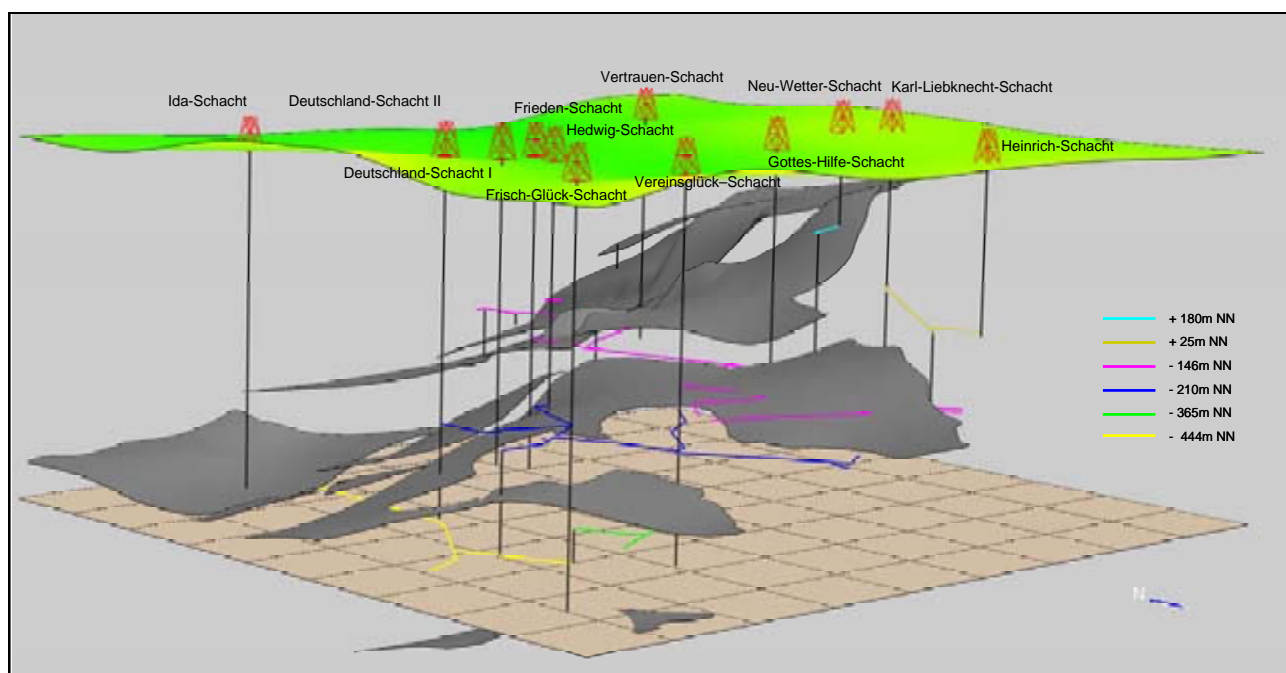 Vertrauen-Schacht
Neu-Wetter-Schacht
Karl-Liebknecht-Schacht
Ida-Schacht
Deutschland-Schacht II
Frieden-Schacht
Hedwig-Schacht
Heinrich-Schacht
Gottes-Hilfe-Schacht
Deutschland-Schacht I
Vereinsglück–Schacht
Frisch-Glück-Schacht
+ 180m NN
+ 25m NN
- 146m NN
- 210m NN
- 365m NN
- 444m NN
N